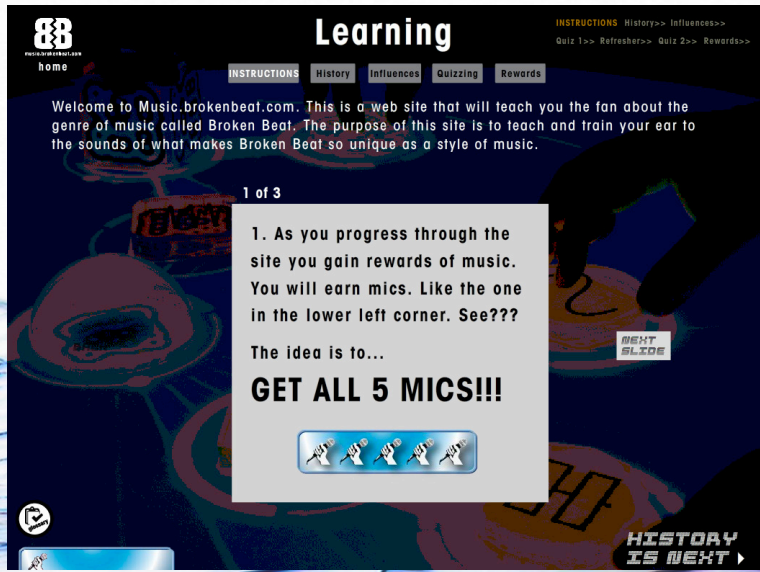 BB
music.brokenbeat.com
home
Learning
INSTRUCTIONS History>> Influences>>
Quiz 1>> Refresher>> Quiz 2>> Rewards>>
INSTRUCTIONS History Influences Quizzing Rewards
Welcome to Music.brokenbeat.com. This is a web site that will teach you the fan about the
genre of music called Broken Beat. The purpose of this site is to teach and train your ear to
the sounds of what makes Broken Beat so unique as a style of music.
1 of 3
1. As you progress through the
site you gain rewards of music.
You will earn mics. Like the one
in the lower left corner. See???
The idea is to...
GET ALL 5 MICS!!!
NEXT
SLIDE
glossary
HISTORY
IS NEXT